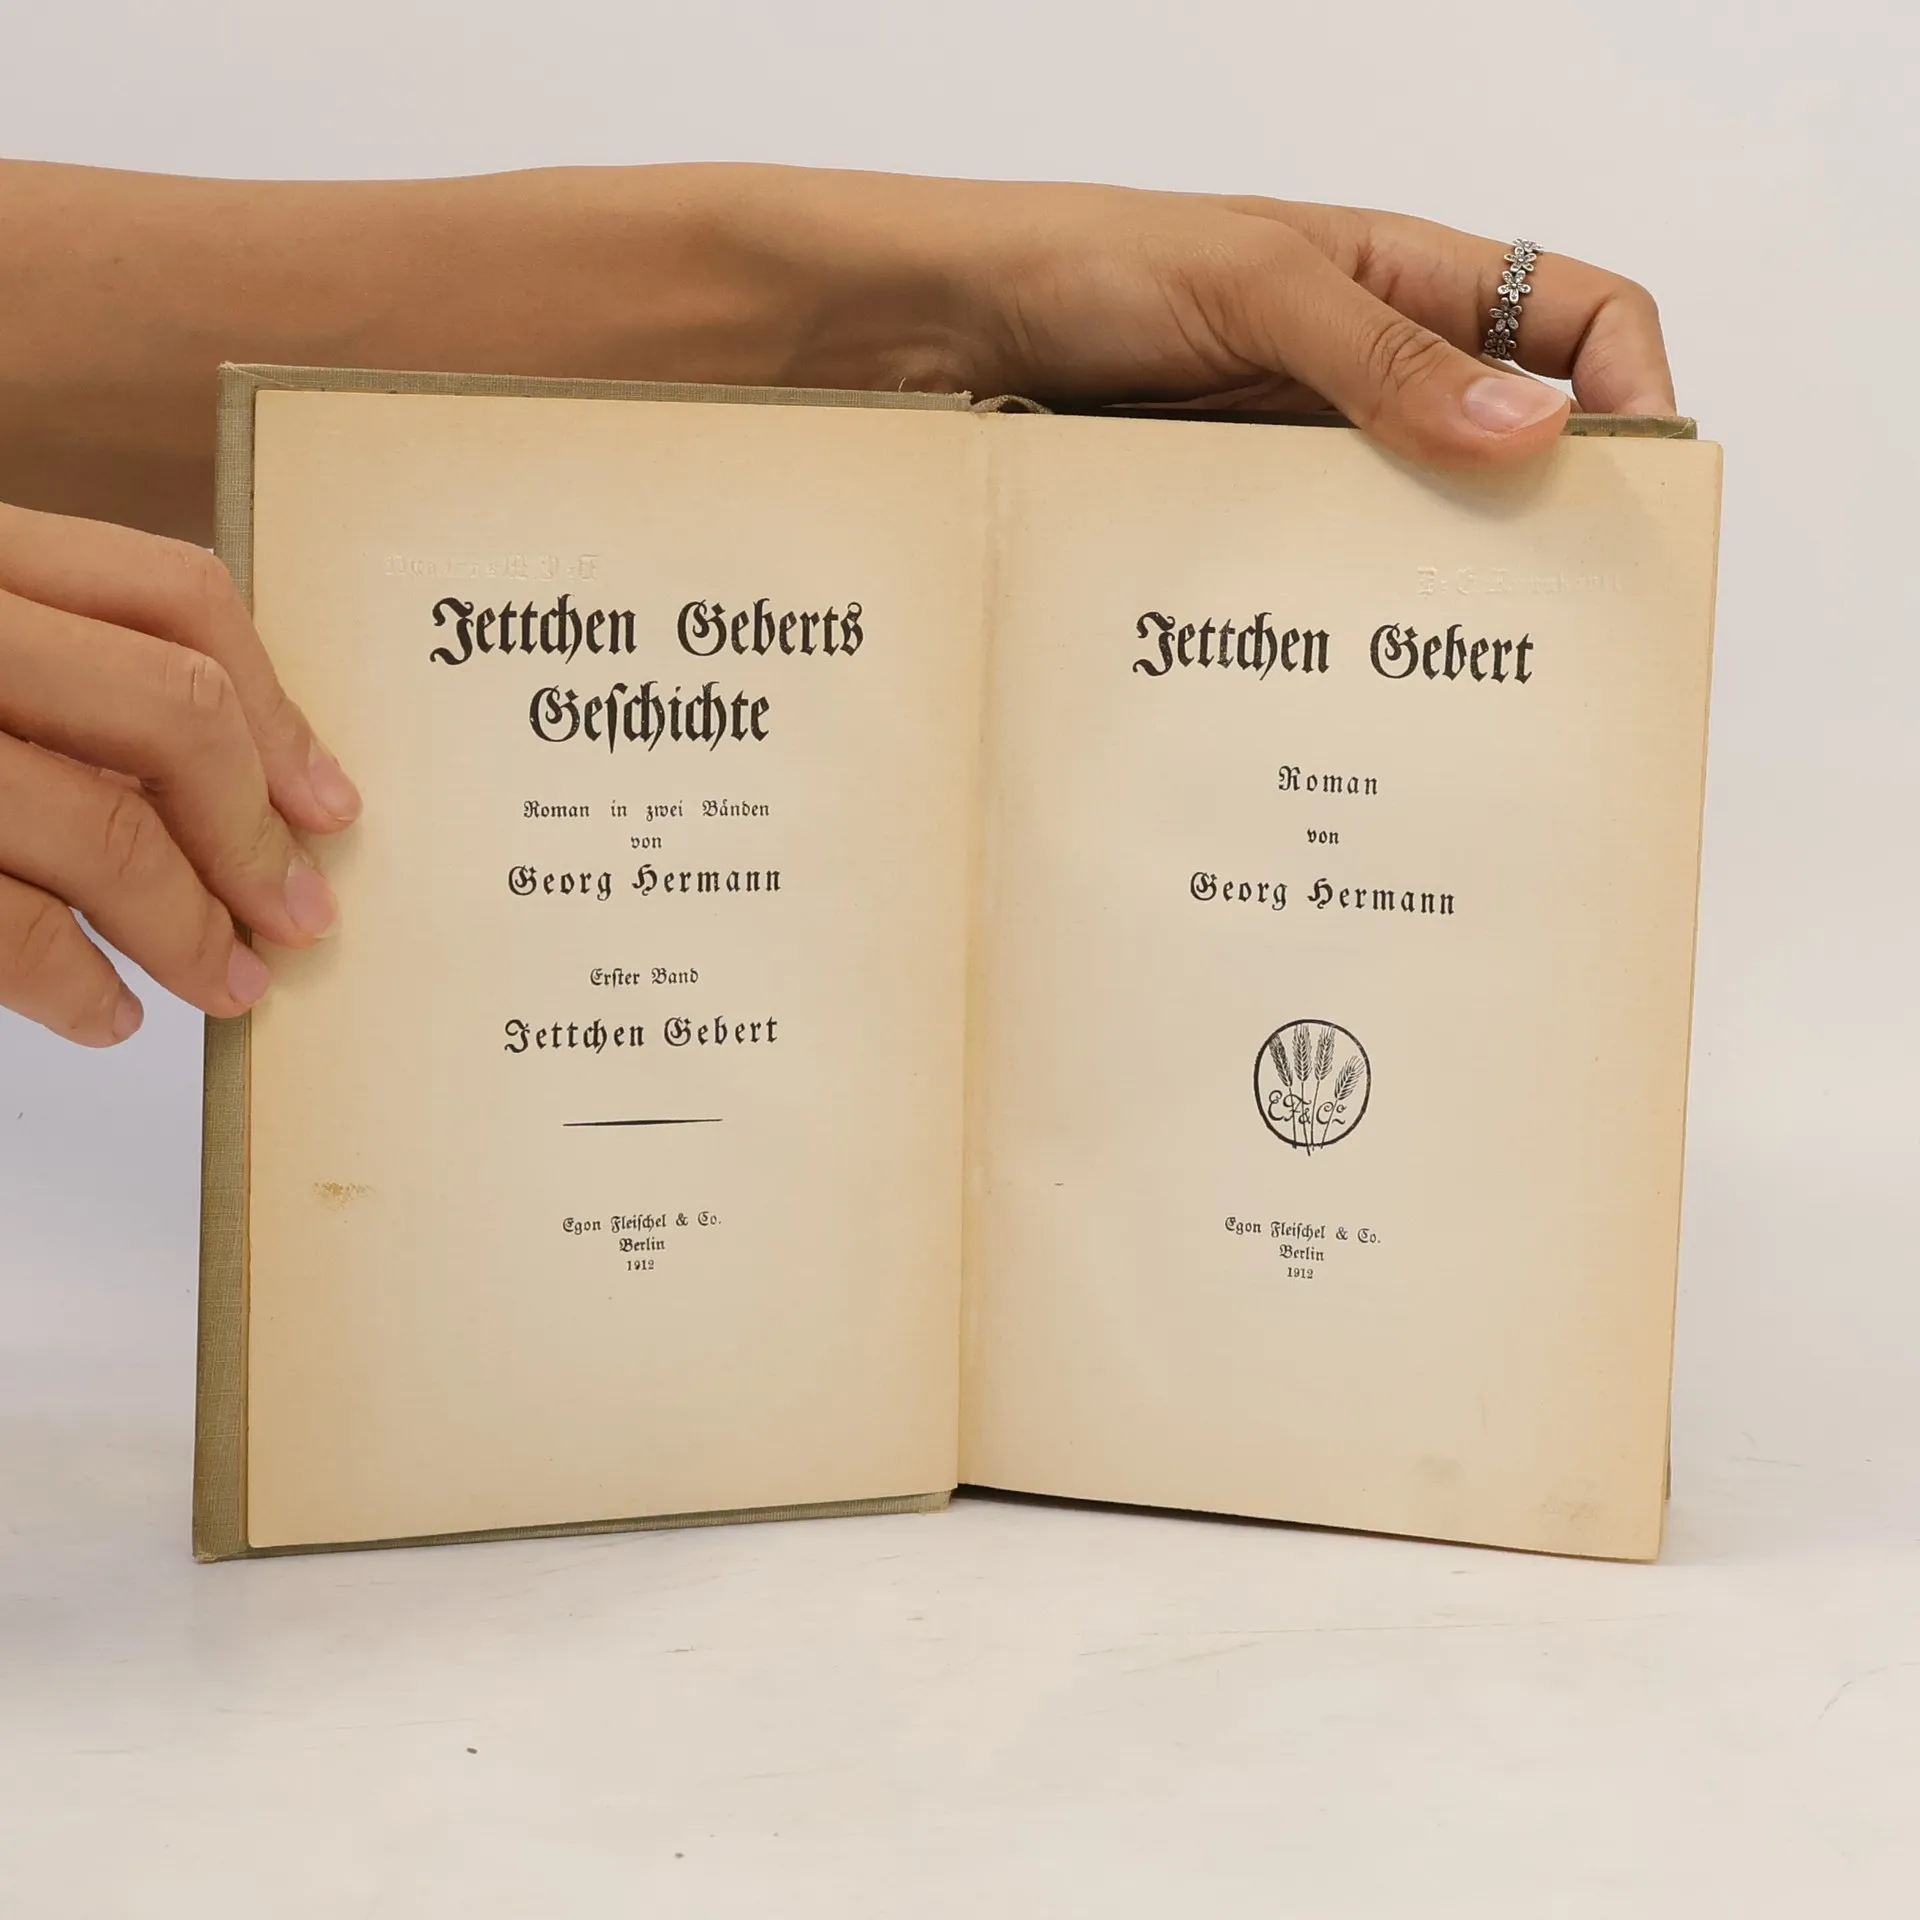 Jettchen Geberts
Geſchichte
Roman in zwei Bänden
von
Georg Hermann
Erſter Band
Jettchen Gebert
Egon Fleiſchel & Co.
Berlin
1912
Jettchen Gebert
Roman
von
Georg Hermann
E. F. & Co
Egon Fleiſchel & Co.
Berlin
1912